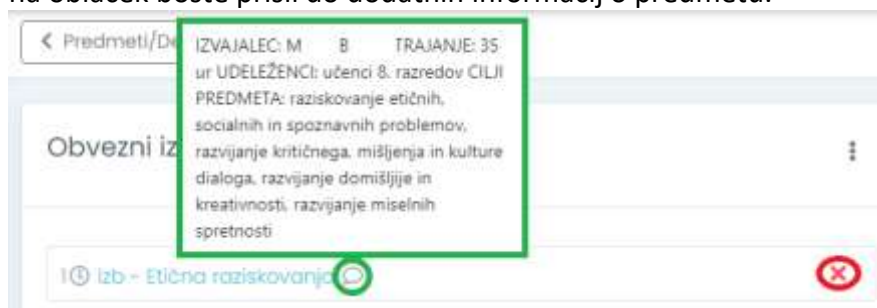 na oblaček boste prišli do dodatnih informacij o predmetu.
Predmeti/De
IZVAJALEC: M B TRAJANJE: 35
ur UDELEŽENCI: učenci 8. razredov CILJI
PREDMETA: raziskovanje etičnih,
socialnih in spoznavnih problemov,
razvijanje kritičnega, mišljenja in kulture
dialoga, razvijanje domišljije in
kreativnosti, razvijanje miselnih
spretnosti
Obvezni iz
1 Izb - Etična raziskovanja